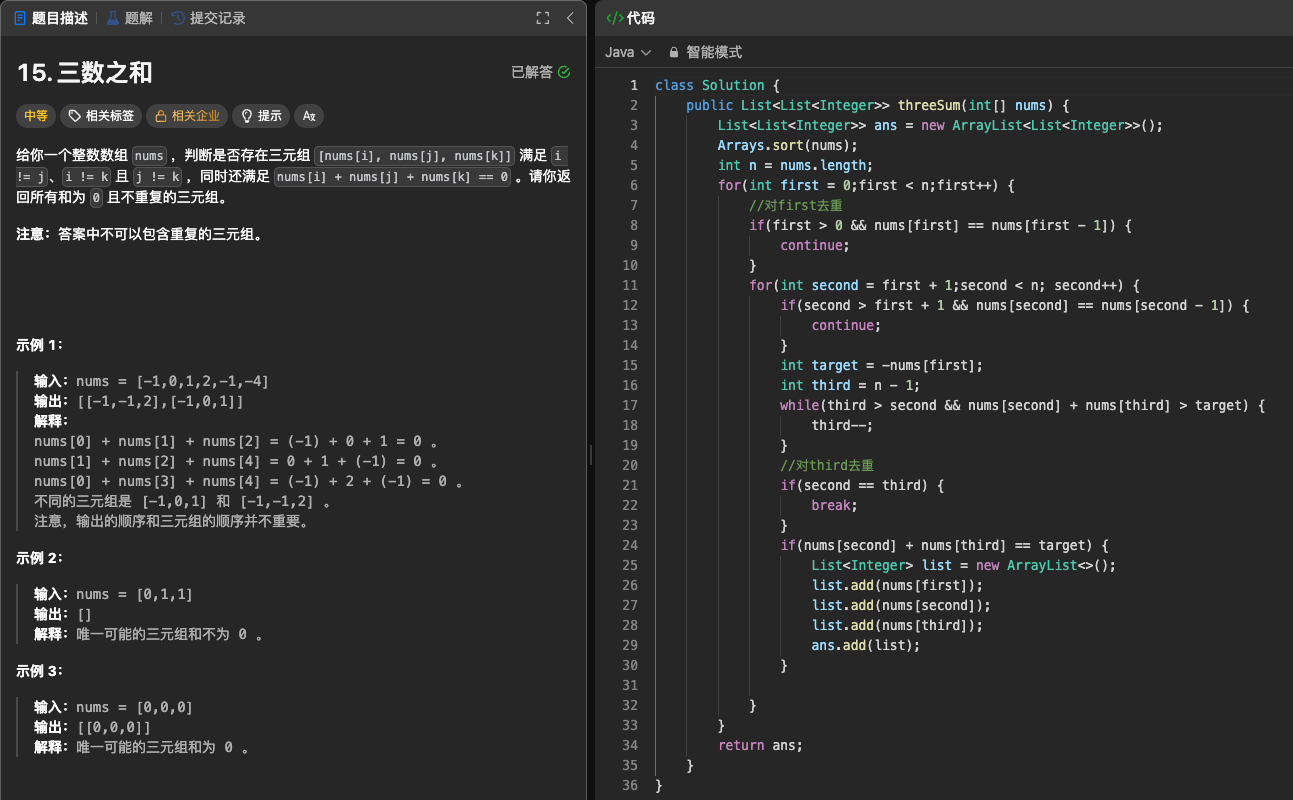 题目描述 题解 提交记录
15. 三数之和
已解答
中等 相关标签 相关企业 提示
给你一个整数数组 nums ，判断是否存在三元组 [nums[i], nums[j], nums[k]] 满足 i
!= j、i != k 且 j != k ，同时还满足 nums[i] + nums[j] + nums[k] == 0 。请你返
回所有和为 0 且不重复的三元组。
注意：答案中不可以包含重复的三元组。
示例 1：
输入：nums = [-1,0,1,2,-1,-4]
输出：[[-1,-1,2],[-1,0,1]]
解释：
nums[0] + nums[1] + nums[2] = (-1) + 0 + 1 = 0 。
nums[1] + nums[2] + nums[4] = 0 + 1 + (-1) = 0 。
nums[0] + nums[3] + nums[4] = (-1) + 2 + (-1) = 0 。
不同的三元组是 [-1,0,1] 和 [-1,-1,2] 。
注意，输出的顺序和三元组的顺序并不重要。
示例 2：
输入：nums = [0,1,1]
输出：[]
解释：唯一可能的三元组和不为 0 。
示例 3：
输入：nums = [0,0,0]
输出：[[0,0,0]]
解释：唯一可能的三元组和为 0 。
</> 代码
Java 智能模式
1 class Solution {
2     public List<List<Integer>> threeSum(int[] nums) {
3         List<List<Integer>> ans = new ArrayList<List<Integer>>();
4         Arrays.sort(nums);
5         int n = nums.length;
6         for(int first = 0;first < n;first++) {
7             //对first去重
8             if(first > 0 && nums[first] == nums[first - 1]) {
9                 continue;
10             }
11             for(int second = first + 1;second < n; second++) {
12                 if(second > first + 1 && nums[second] == nums[second - 1]) {
13                     continue;
14                 }
15                 int target = -nums[first];
16                 int third = n - 1;
17                 while(third > second && nums[second] + nums[third] > target) {
18                     third--;
19                 }
20                 //对third去重
21                 if(second == third) {
22                     break;
23                 }
24                 if(nums[second] + nums[third] == target) {
25                     List<Integer> list = new ArrayList<>();
26                     list.add(nums[first]);
27                     list.add(nums[second]);
28                     list.add(nums[third]);
29                     ans.add(list);
30                 }
31
32             }
33         }
34         return ans;
35     }
36 }